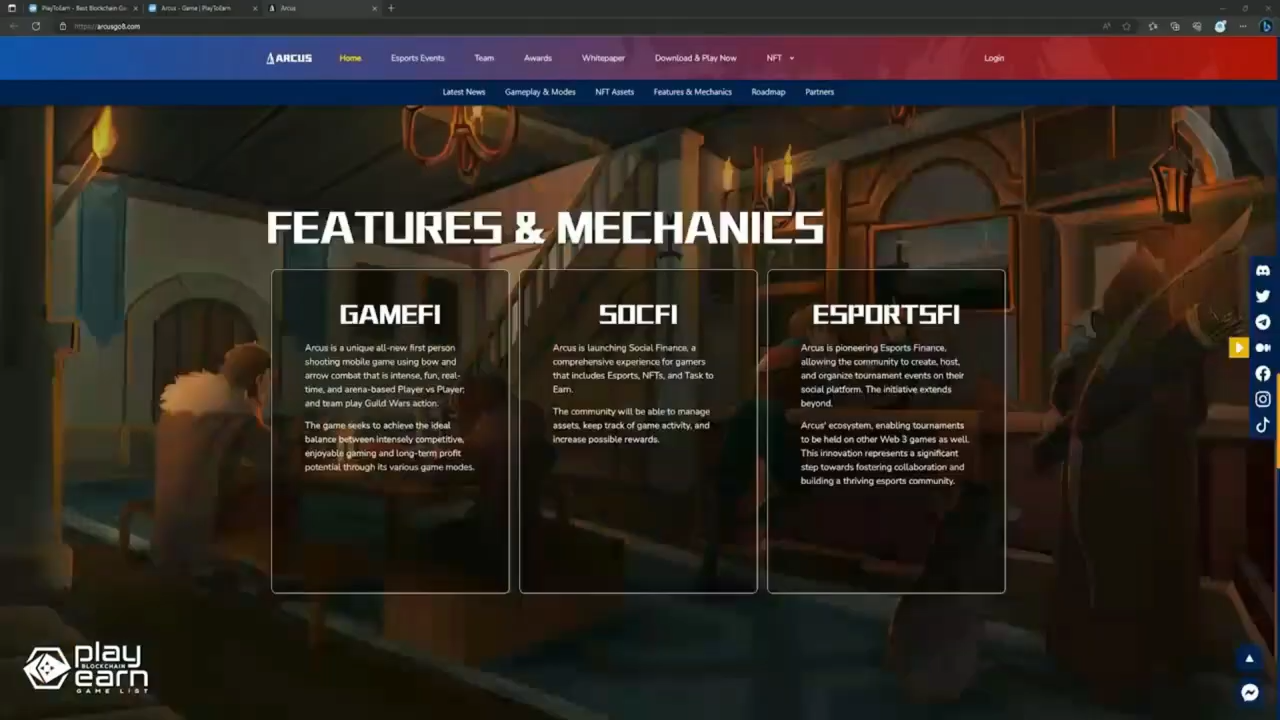 PlayToEarn - Best Blockchain Ga
Arcus - Game | PlayToEarn
Arcus
https://arcusgo8.com
ARCUS
Home
Esports Events
Team
Awards
Whitepaper
Download & Play Now
NFT
Login
Latest News
Gameplay & Modes
NFT Assets
Features & Mechanics
Roadmap
Partners
FEATURES & MECHANICS
GAMEFI
Arcus is a unique all-new first person
shooting mobile game using bow and
arrow combat that is intense, fun, real-
time, and arena-based Player vs Player;
and team play Guild Wars action.
The game seeks to achieve the ideal
balance between intensely competitive,
enjoyable gaming and long-term profit
potential through its various game modes.
SOCFI
Arcus is launching Social Finance, a
comprehensive experience for gamers
that includes Esports, NFTs, and Task to
Earn.
The community will be able to manage
assets, keep track of game activity, and
increase possible rewards.
ESPORTSFI
Arcus is pioneering Esports Finance,
allowing the community to create, host,
and organize tournament events on their
social platform. The initiative extends
beyond.
Arcus' ecosystem, enabling tournaments
to be held on other Web 3 games as well.
This innovation represents a significant
step towards fostering collaboration and
building a thriving esports community.
play
BLOCKCHAIN
earn
GAME LIST